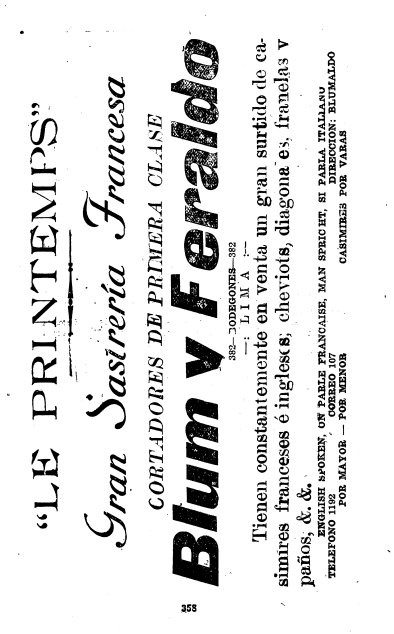 “LE PRINTEMPS”
Gran Sastrería Francesa
CORTADORES DE PRIMERA CLASE
Blum y Feraldo
382—BODEGONES—382
—: LIMA :—
Tienen constantemente en venta un gran surtido de ca-
simires franceses é ingleses; cheviots, diagonales, franelas y
paños, &. &.
ENGLISH SPOKEN, ON PARLE FRANCAISE, MAN SPRICHT, SI PARLA ITALIANO
TELEFONO 1192 CORREO 107 DIRECCION: BLUMALDO
POR MAYOR — POR MENOR CASIMIRES POR VARAS
358